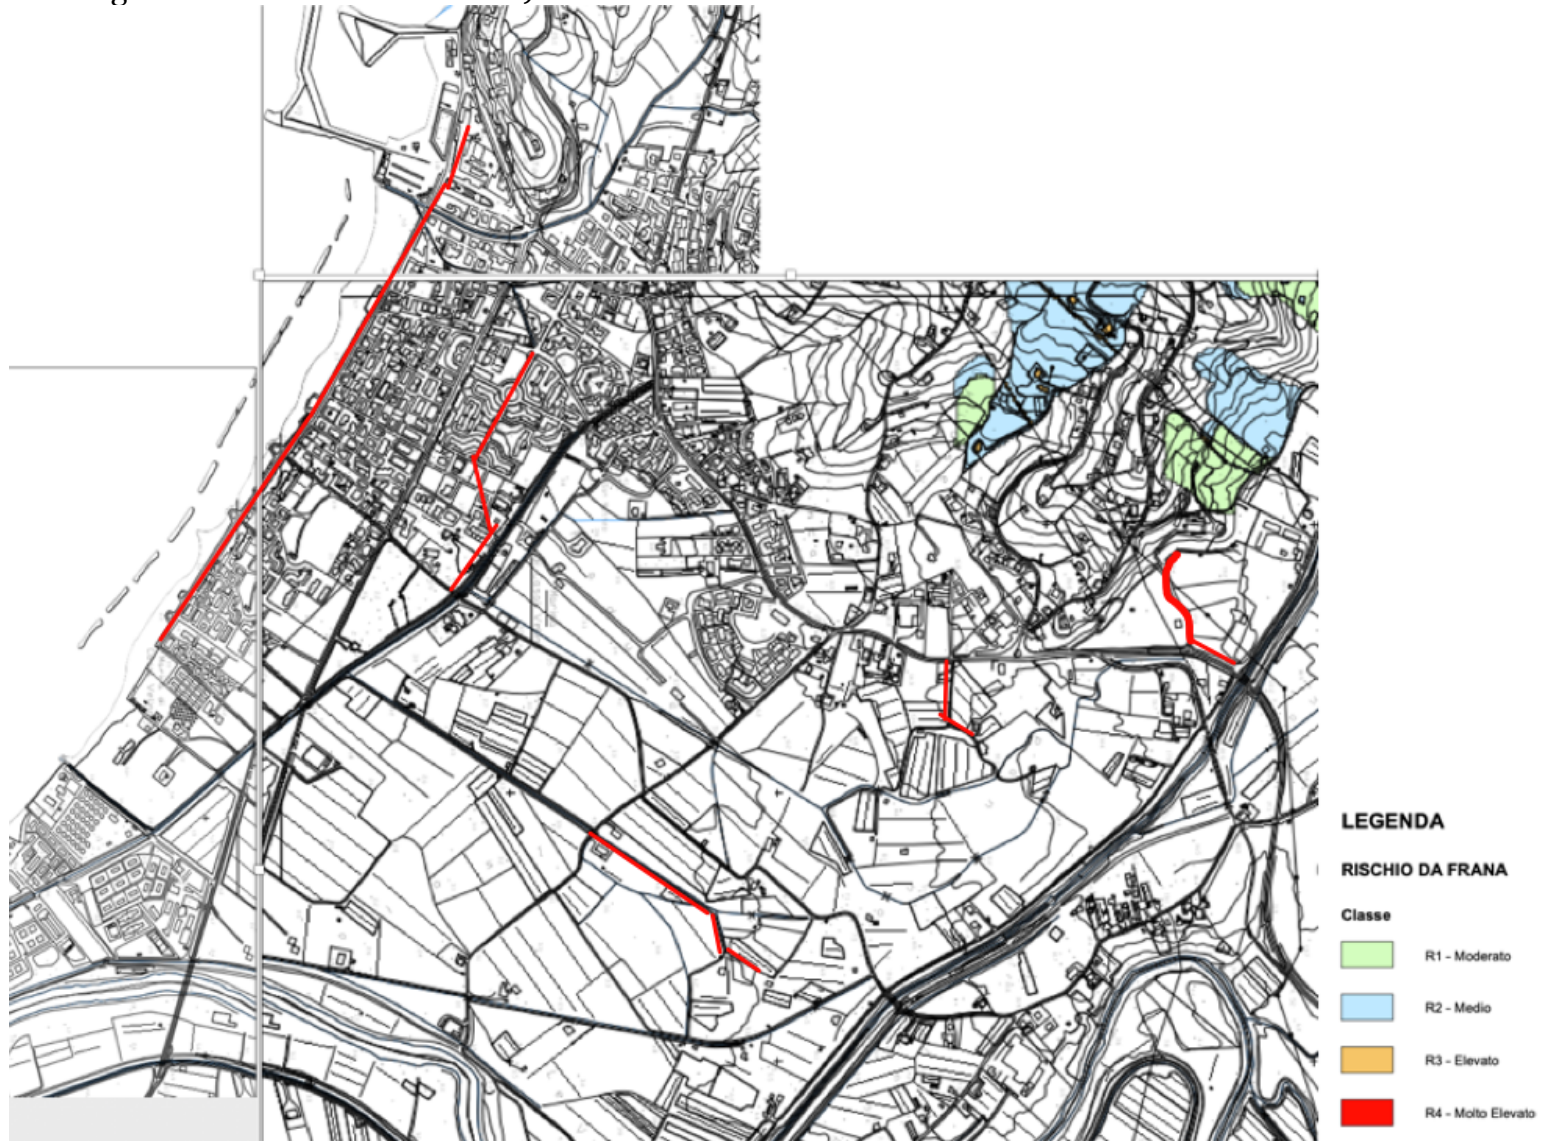 LEGENDA
RISCHIO DA FRANA
Classe
R1 - Moderato
R2 - Medio
R3 - Elevato
R4 - Molto Elevato